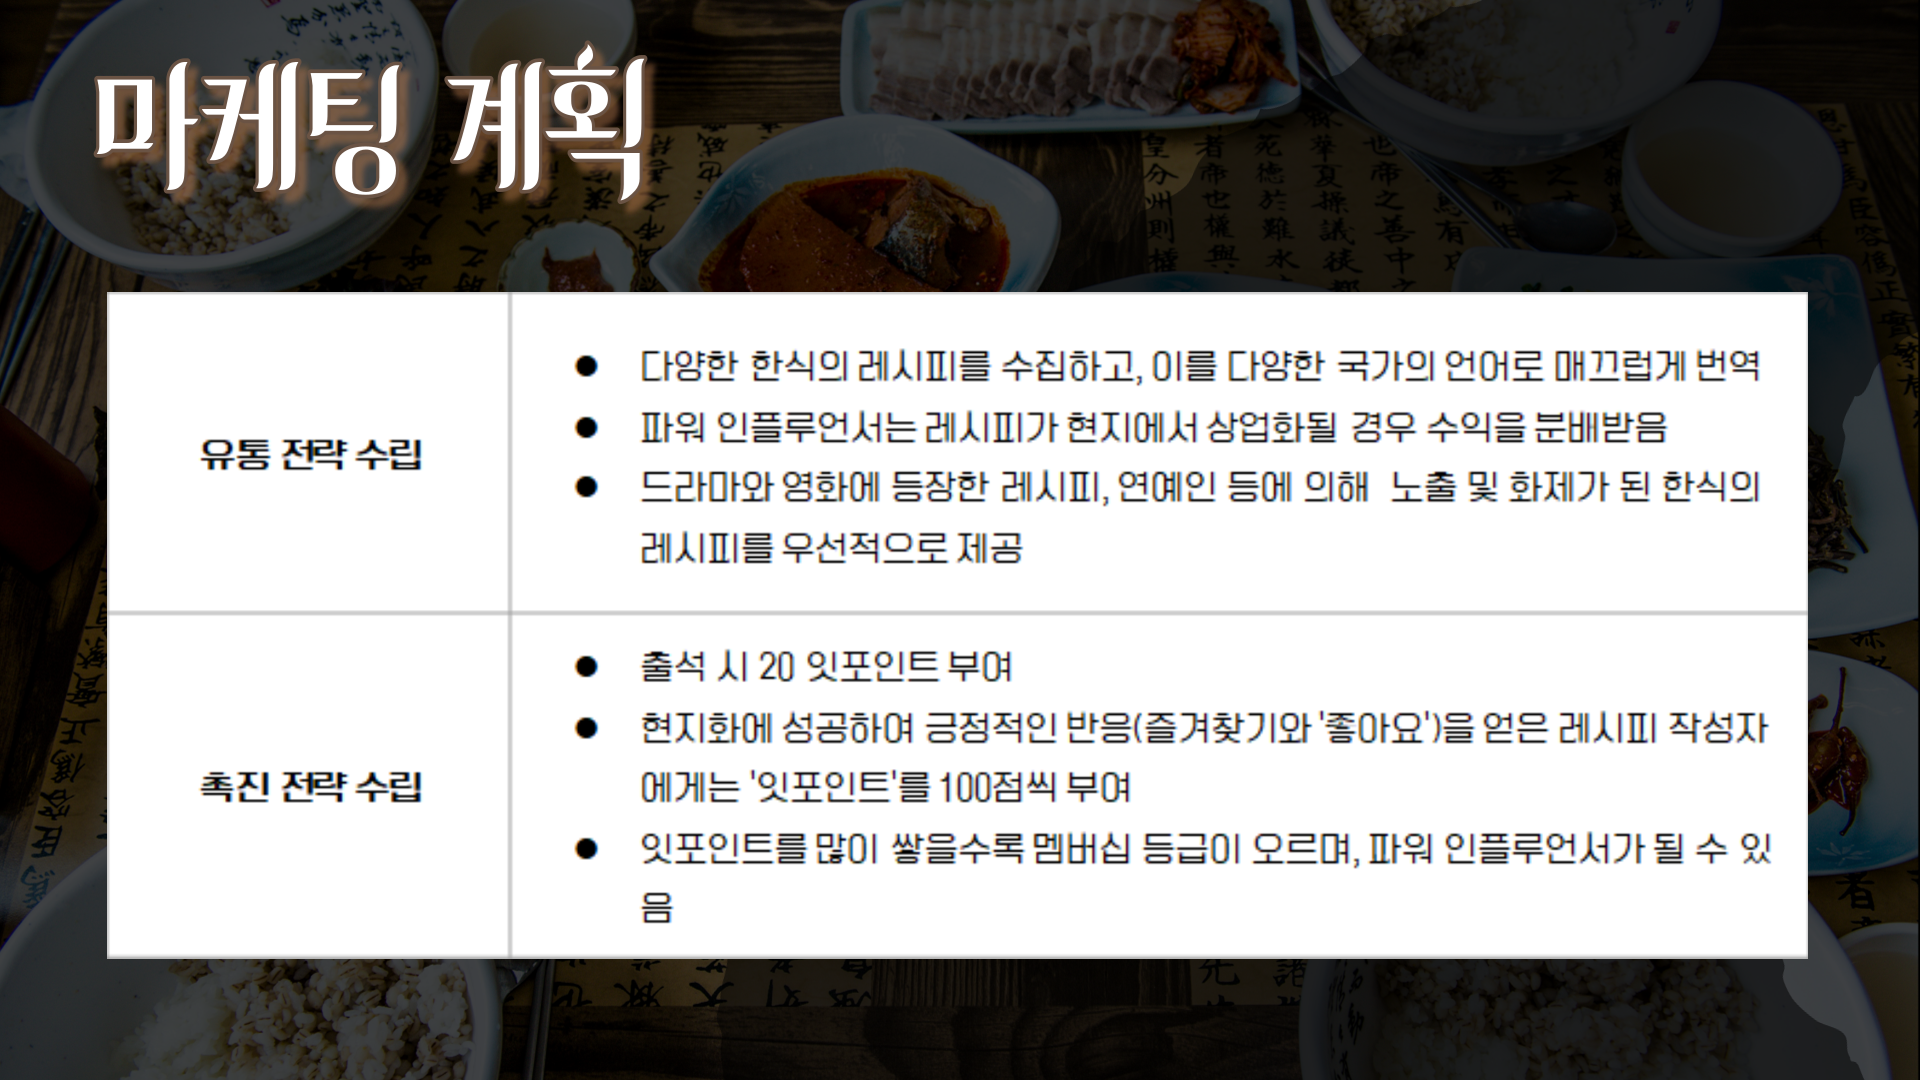 마케팅 계획
유통 전략 수립
● 다양한 한식의 레시피를 수집하고, 이를 다양한 국가의 언어로 매끄럽게 번역
● 파워 인플루언서는 레시피가 현지에서 상업화될 경우 수익을 분배받음
● 드라마와 영화에 등장한 레시피, 연예인 등에 의해 노출 및 화제가 된 한식의
레시피를 우선적으로 제공
촉진 전략 수립
● 출석 시 20 잇포인트 부여
● 현지화에 성공하여 긍정적인 반응(즐겨찾기와 '좋아요')을 얻은 레시피 작성자
에게는 '잇포인트'를 100점씩 부여
● 잇포인트를 많이 쌓을수록 멤버십 등급이 오르며, 파워 인플루언서가 될 수 있
음